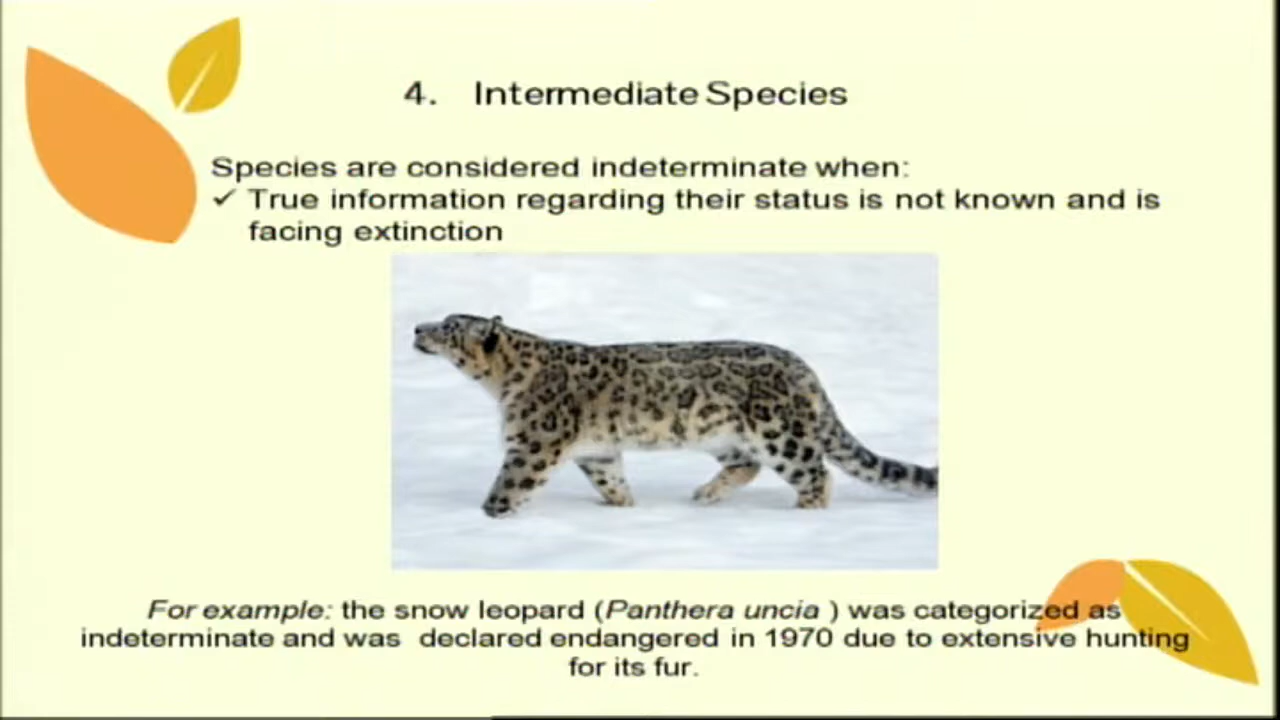 4. Intermediate Species
Species are considered indeterminate when:
✓ True information regarding their status is not known and is
facing extinction
For example: the snow leopard (Panthera uncia ) was categorized as
indeterminate and was declared endangered in 1970 due to extensive hunting
for its fur.